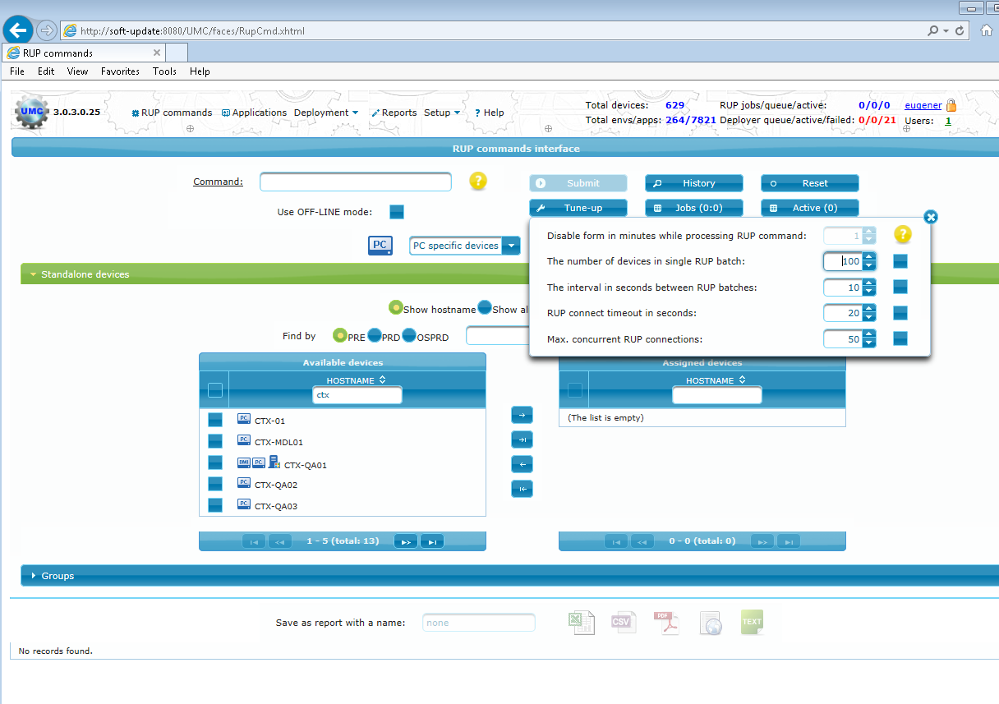 http://soft-update:8080/UMC/faces/RupCmd.xhtml
RUP commands
File Edit View Favorites Tools Help
UMC 3.0.3.0.25 RUP commands Applications Deployment Reports Setup ? Help
Total devices: 629 RUP jobs/queue/active: 0/0/0 eugener
Total envs/apps: 264/7821 Deployer queue/active/failed: 0/0/21 Users: 1
RUP commands interface
Command: ? Submit History Reset
Use OFF-LINE mode: Tune-up Jobs (0:0) Active (0)
Disable form in minutes while processing RUP command: 1 ?
PC PC specific devices
The number of devices in single RUP batch: 100
Standalone devices
The interval in seconds between RUP batches: 10
Show hostname Show al
RUP connect timeout in seconds: 20
Find by PRE PRD OSPRD
Max. concurrent RUP connections: 50
Available devices Assigned devices
HOSTNAME HOSTNAME
ctx
PC CTX-01 (The list is empty)
PC CTX-MDL01
DMI PC CTX-QA01
PC CTX-QA02
PC CTX-QA03
1 - 5 (total: 13) 0 - 0 (total: 0)
Groups
Save as report with a name: none CSV PDF TEXT
No records found.